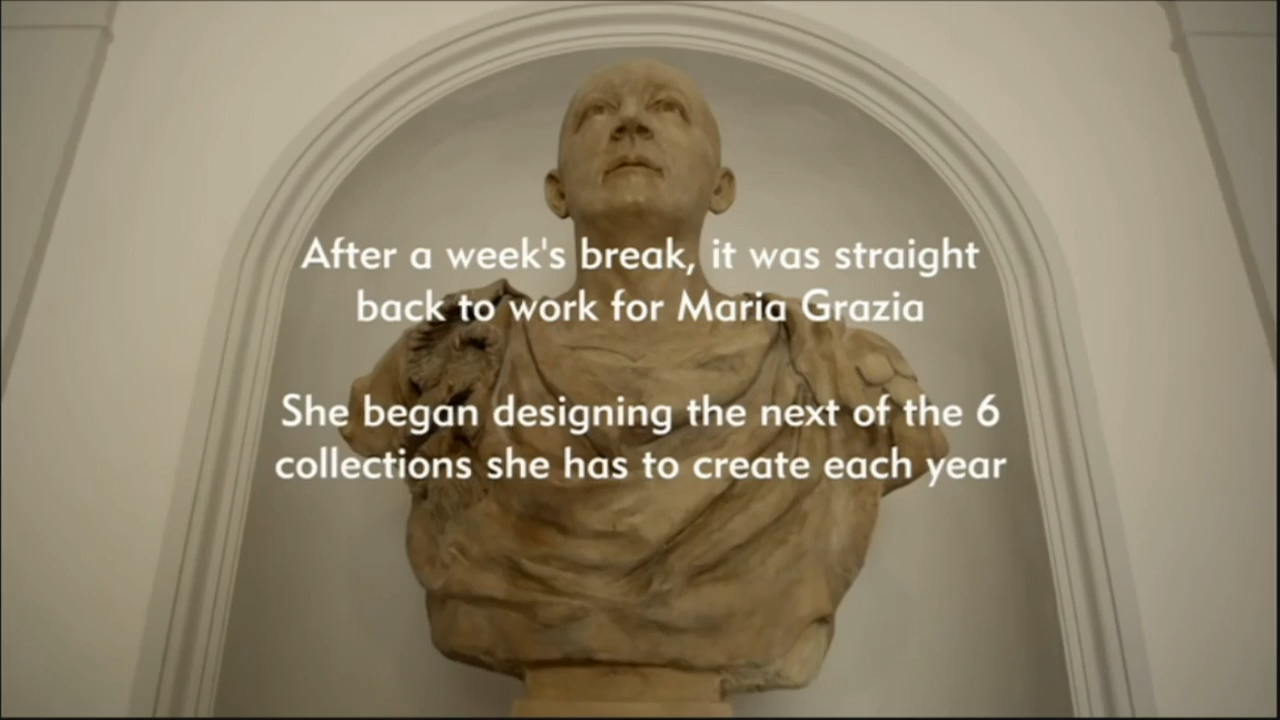 After a week's break, it was straight
back to work for Maria Grazia
She began designing the next of the 6
collections she has to create each year